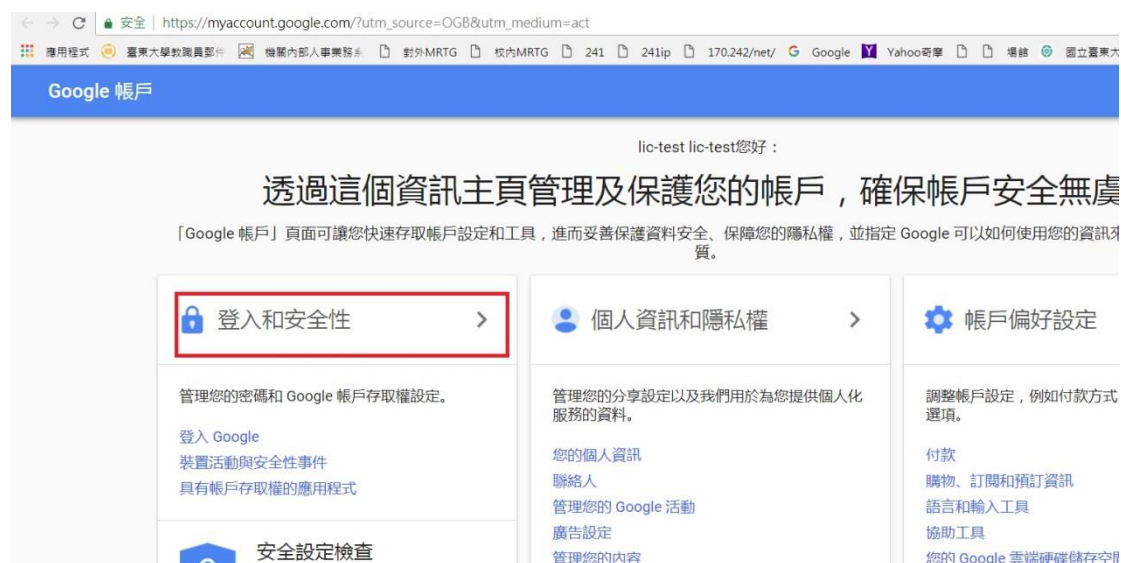 安全 | https://myaccount.google.com/?utm_source=OGB&utm_medium=act
應用程式 臺東大學教職員郵件 機關內部人事業務系 對外MRTG 校內MRTG 241 241ip 170.242/net/ Google Yahoo奇摩 場館 國立臺東大
Google 帳戶
lic-test lic-test您好：
透過這個資訊主頁管理及保護您的帳戶，確保帳戶安全無虞
「Google 帳戶」頁面可讓您快速存取帳戶設定和工具，進而妥善保護資料安全、保障您的隱私權，並指定 Google 可以如何使用您的資訊來
質。
登入和安全性
管理您的密碼和 Google 帳戶存取權設定。
登入 Google
裝置活動與安全性事件
具有帳戶存取權的應用程式
安全設定檢查
個人資訊和隱私權
管理您的分享設定以及我們用於為您提供個人化
服務的資料。
您的個人資訊
聯絡人
管理您的 Google 活動
廣告設定
管理您的內容
帳戶偏好設定
調整帳戶設定，例如付款方式
選項。
付款
購物、訂閱和預訂資訊
語言和輸入工具
協助工具
您的 Google 雲端硬碟儲存空間